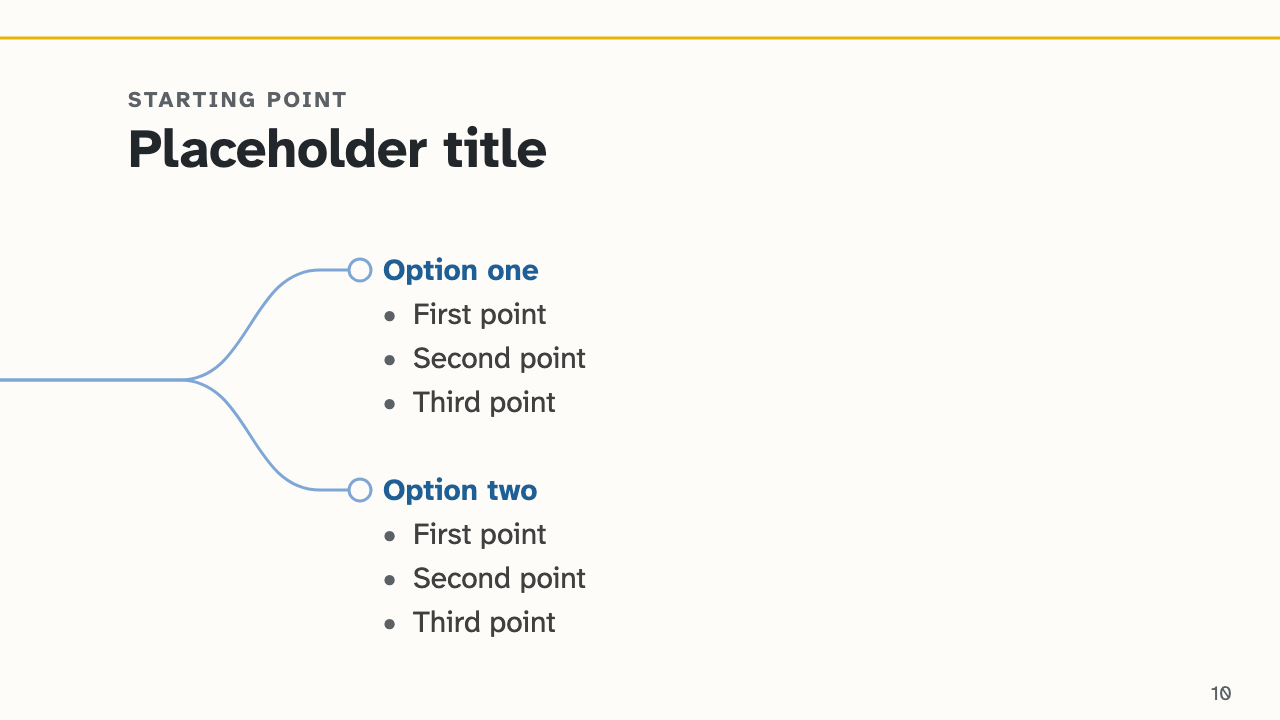 STARTING POINT
Placeholder title
Option one
• First point
• Second point
• Third point
Option two
• First point
• Second point
• Third point
10